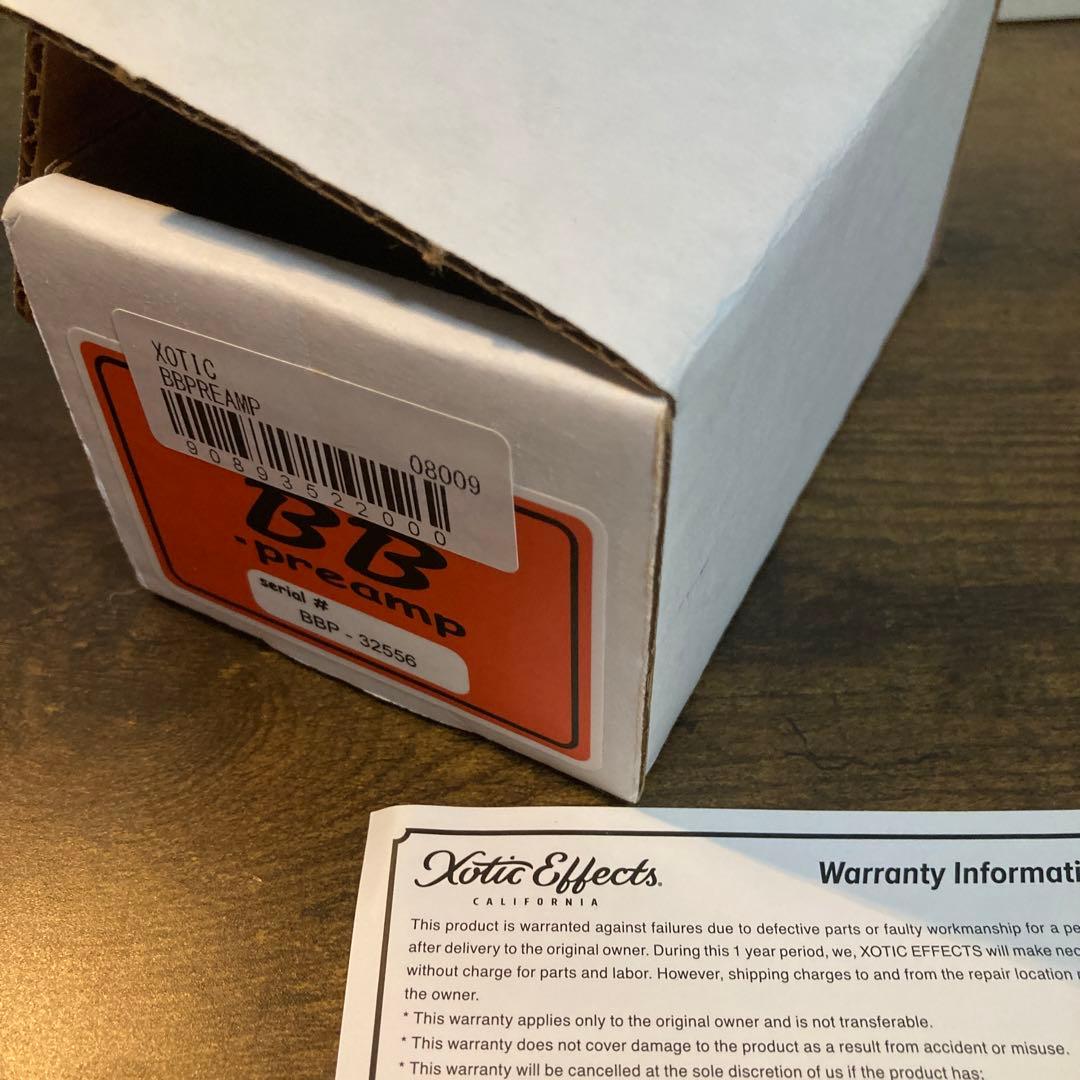 XOTIC
BBPREAMP
08009
908935222000
BB
-preamp
serial #
BBP - 32556
Xotic Effects.
CALIFORNIA
Warranty Informati
This product is warranted against failures due to defective parts or faulty workmanship for a pe
after delivery to the original owner. During this 1 year period, we, XOTIC EFFECTS will make nec
without charge for parts and labor. However, shipping charges to and from the repair location
the owner.
* This warranty applies only to the original owner and is not transferable.
* This warranty does not cover damage to the product as a result from accident or misuse.
* This warranty will be cancelled at the sole discretion of us if the product has: